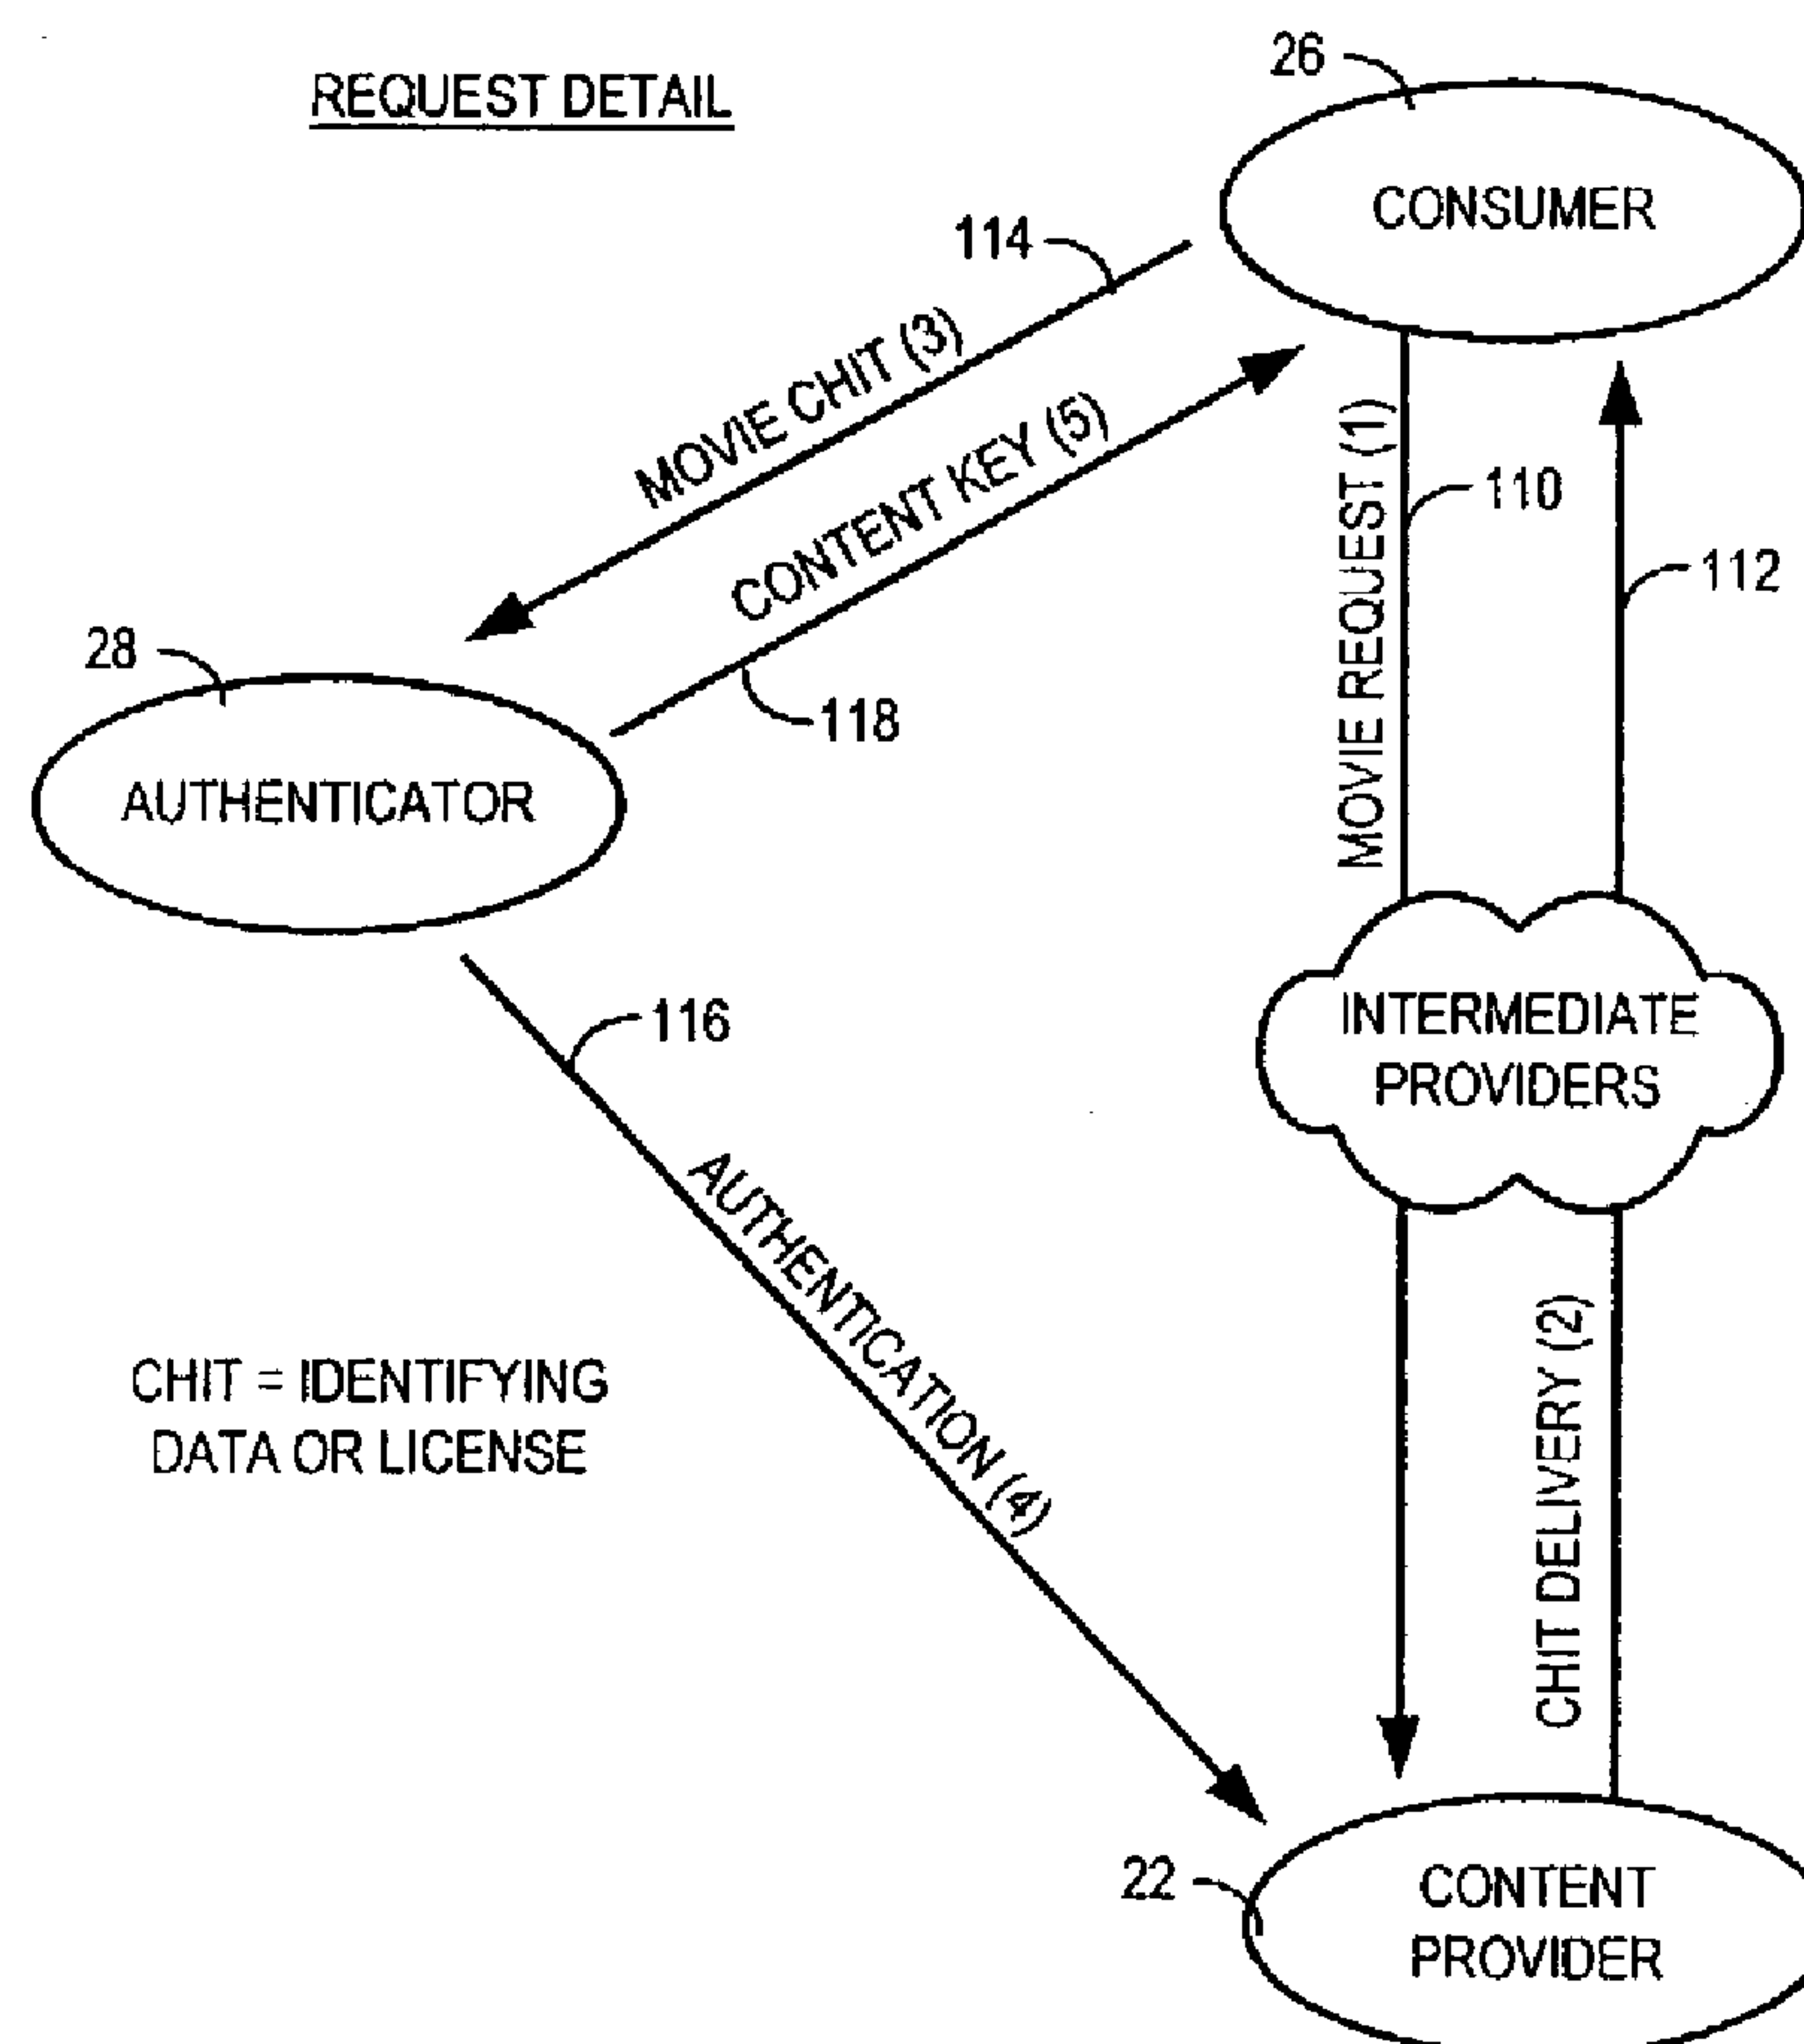 REQUEST DETAIL
26
CONSUMER
114
MOVIE CHIT (3)
CONTENT KEY (5)
MOVIE REQUEST (1)
110
112
28
118
AUTHENTICATOR
116
INTERMEDIATE
PROVIDERS
AUTHENTICATION (4)
CHIT DELIVERY (2)
CHIT = IDENTIFYING
DATA OR LICENSE
22
CONTENT
PROVIDER